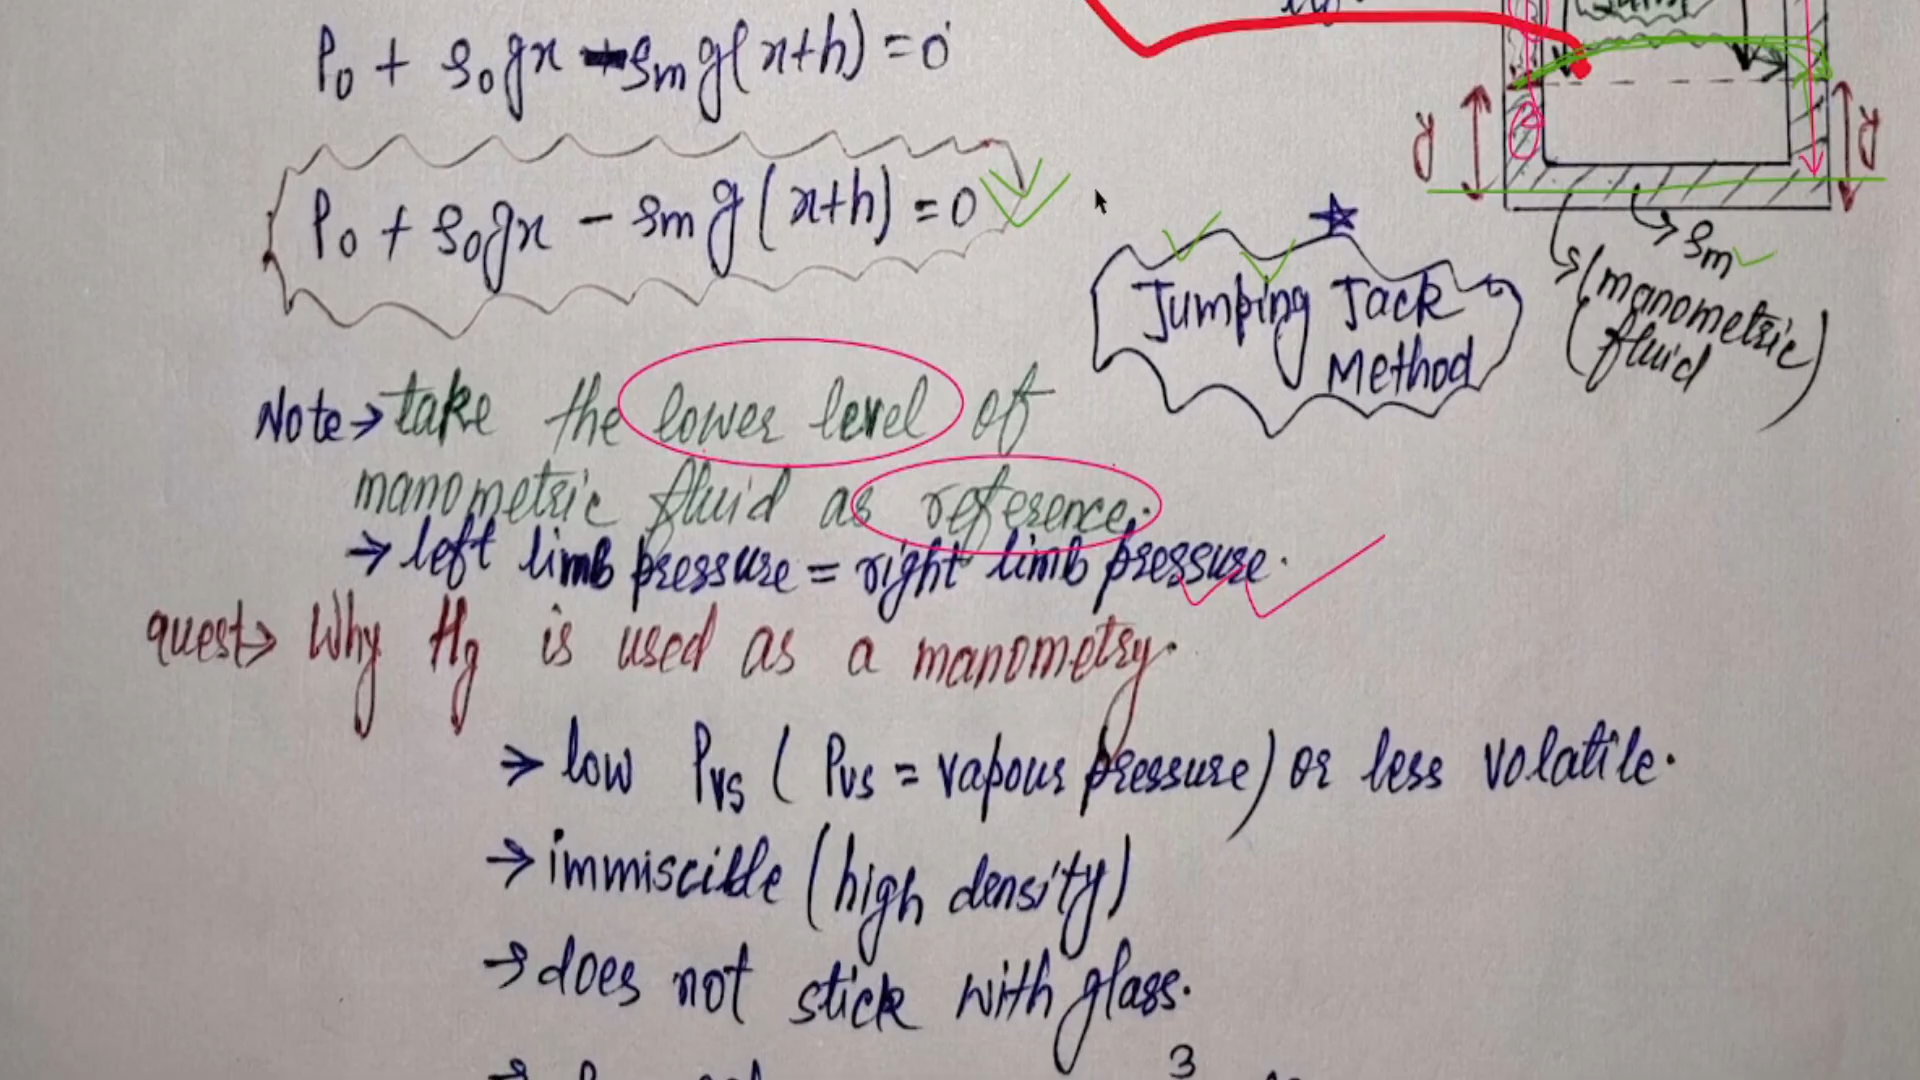 P₀ + ρ₀gx - ρm g(x+h) = 0
P₀ + ρ₀gx - ρm g (x+h) = 0
y
y
→ ρm
→ (manometric
fluid)
Jumping Jack
Method
Note → take the lower level of
manometric fluid as reference.
→ left limb pressure = right limb pressure.
quest → Why Hg is used as a manometry.
→ low Pvs ( Pvs = vapour pressure) or less volatile.
→ immiscible (high density)
→ does not stick with glass.
3